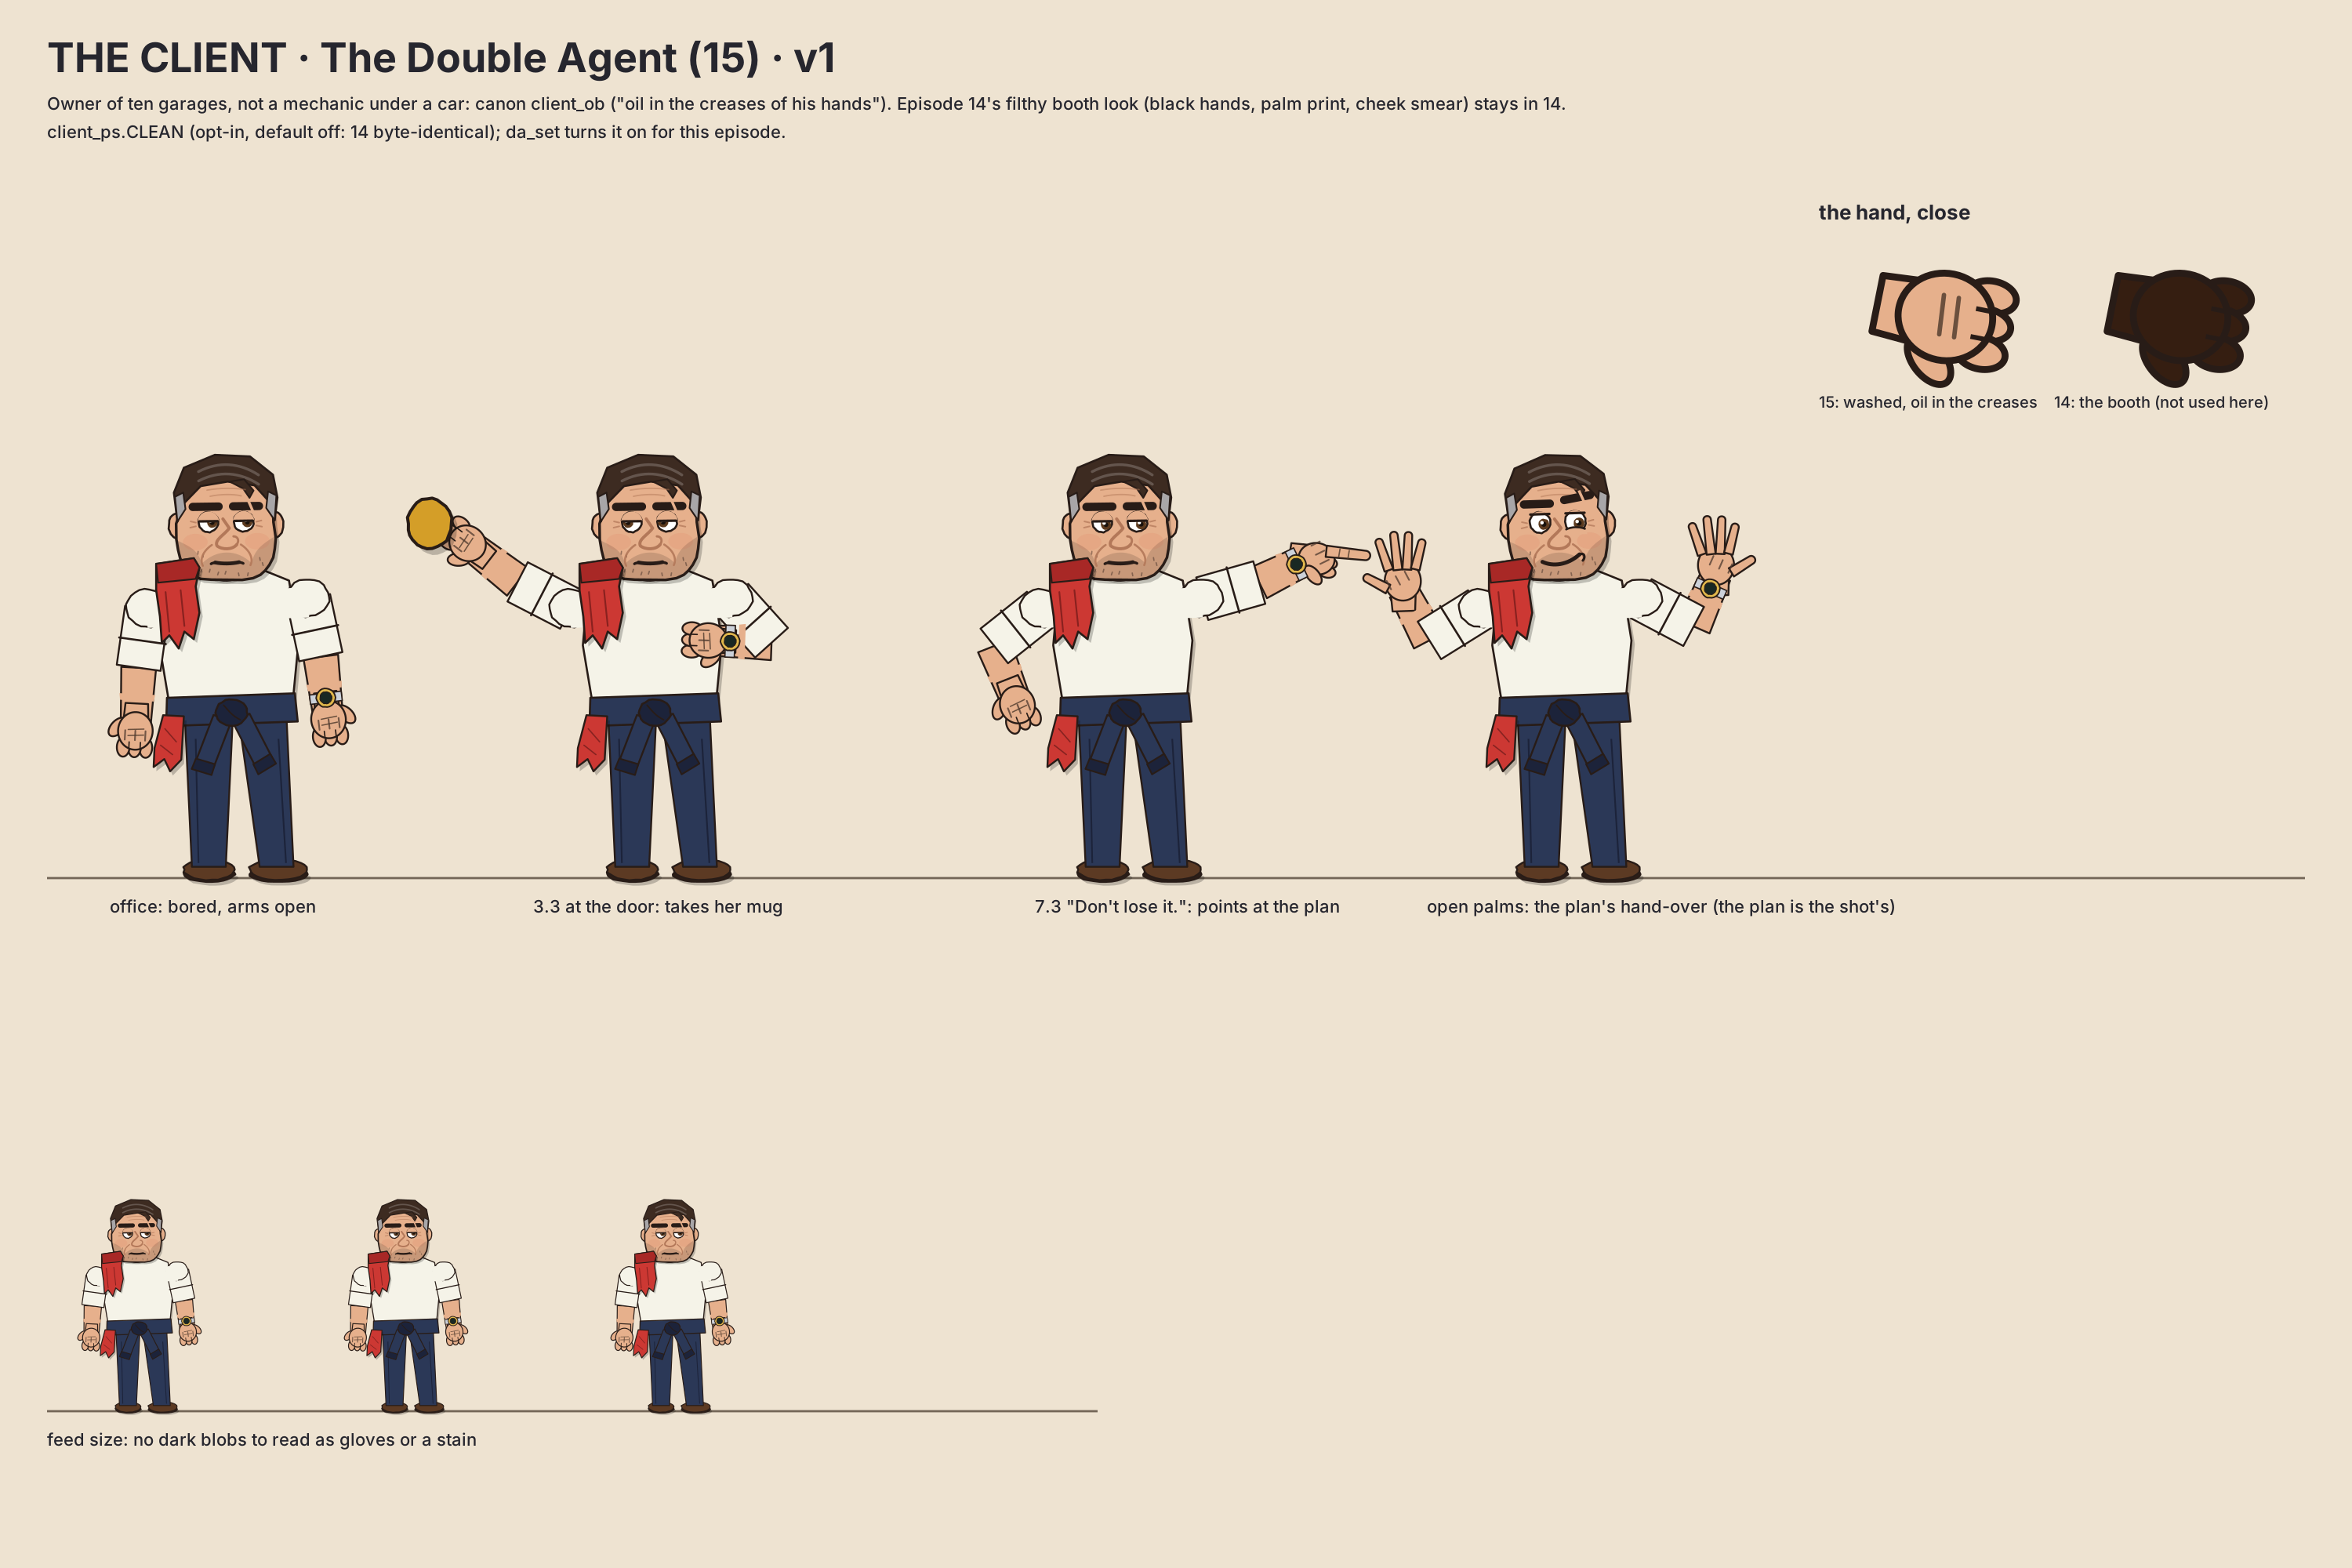 THE CLIENT · The Double Agent (15) · v1
Owner of ten garages, not a mechanic under a car: canon client_ob ("oil in the creases of his hands"). Episode 14's filthy booth look (black hands, palm print, cheek smear) stays in 14.
client_ps.CLEAN (opt-in, default off: 14 byte-identical); da_set turns it on for this episode.
the hand, close
15: washed, oil in the creases
14: the booth (not used here)
office: bored, arms open
3.3 at the door: takes her mug
7.3 "Don't lose it.": points at the plan
open palms: the plan's hand-over (the plan is the shot's)
feed size: no dark blobs to read as gloves or a stain